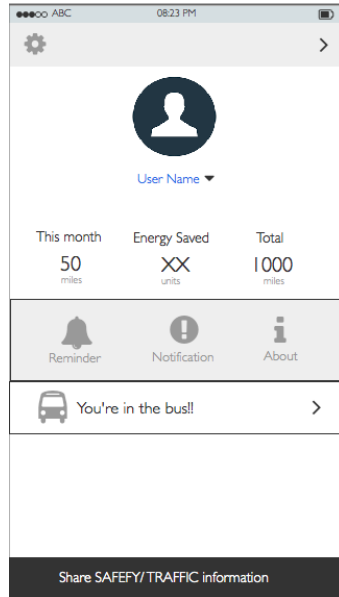 ABC 08:23 PM
User Name
This month Energy Saved Total
50 XX 1000
miles units miles
Reminder Notification About
You're in the bus!!
Share SAFEFY/TRAFFIC information